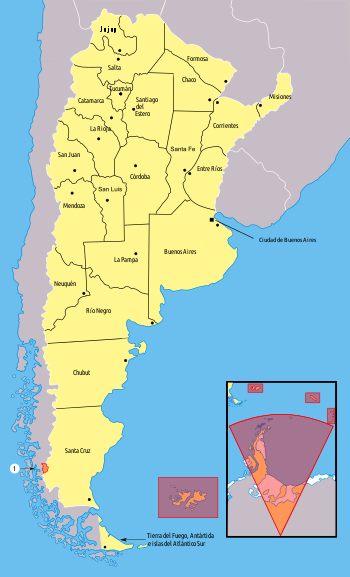 Jujuy
Salta
Formosa
Chaco
Tucumán
Catamarca
Santiago
del
Estero
Misiones
Corrientes
La Rioja
Santa Fe
San Juan
Entre Ríos
Córdoba
San Luis
Mendoza
Ciudad de Buenos Aires
Buenos Aires
La Pampa
Neuquén
Río Negro
Chubut
Santa Cruz
1
Tierra del Fuego, Antártida
e islas del Atlántico Sur